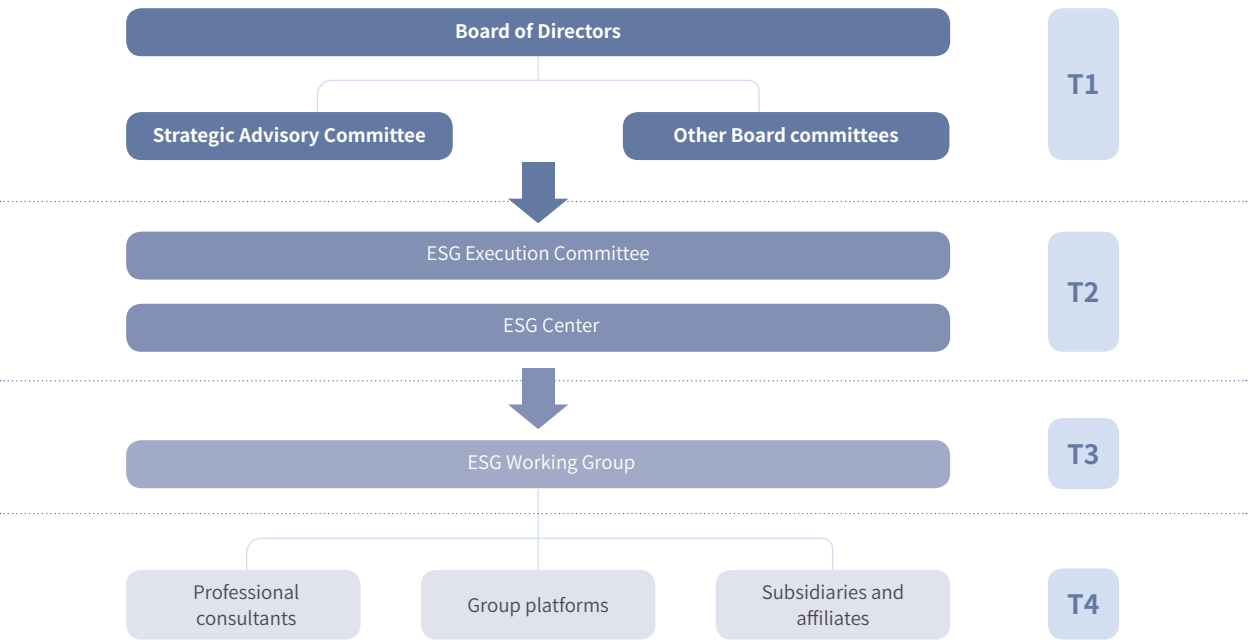 Board of Directors
T1
Strategic Advisory Committee
Other Board committees
ESG Execution Committee
T2
ESG Center
ESG Working Group
T3
Professional
consultants
Group platforms
Subsidiaries and
affiliates
T4